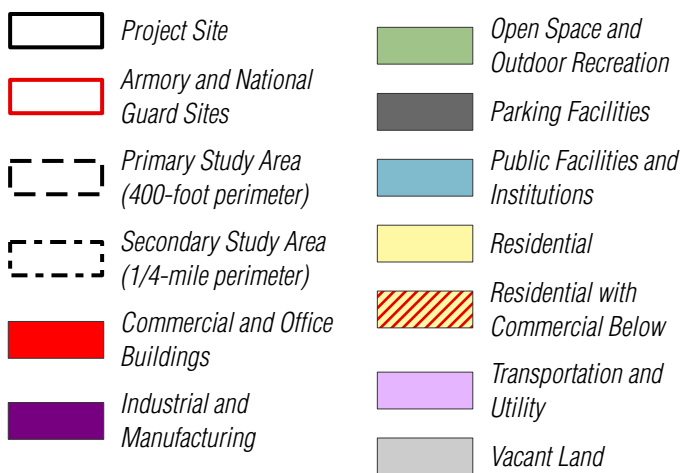 Project Site
Armory and National
Guard Sites
Primary Study Area
(400-foot perimeter)
Secondary Study Area
(1/4-mile perimeter)
Commercial and Office
Buildings
Industrial and
Manufacturing
Open Space and
Outdoor Recreation
Parking Facilities
Public Facilities and
Institutions
Residential
Residential with
Commercial Below
Transportation and
Utility
Vacant Land